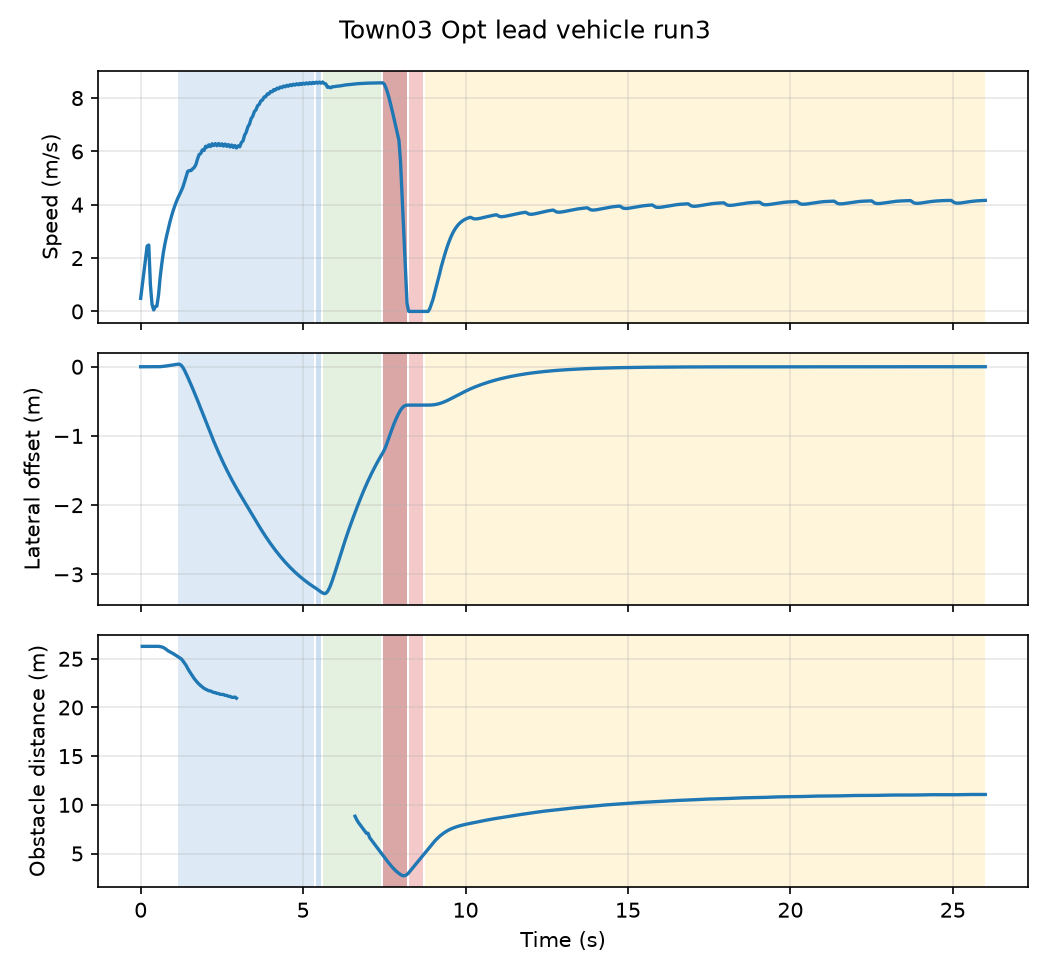 Town03 Opt lead vehicle run3
Speed (m/s)
8
6
4
2
0
Lateral offset (m)
0
−1
−2
−3
Obstacle distance (m)
25
20
15
10
5
0 5 10 15 20 25
Time (s)